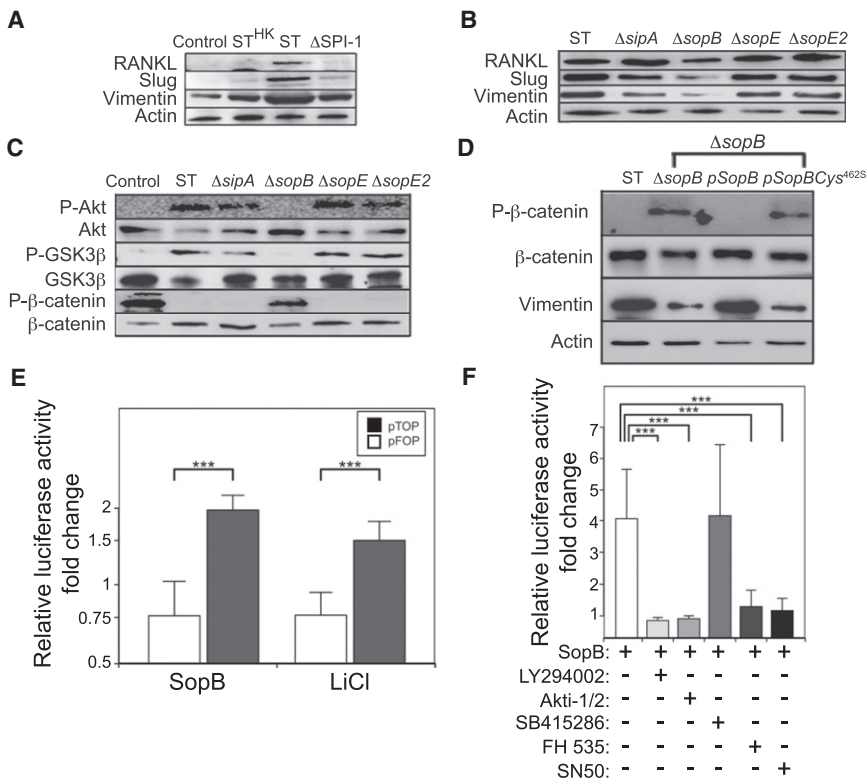 A
Control ST^HK ST ΔSPI-1
RANKL
Slug
Vimentin
Actin
B
ST ΔsipA ΔsopB ΔsopE ΔsopE2
RANKL
Slug
Vimentin
Actin
C
Control ST ΔsipA ΔsopB ΔsopE ΔsopE2
P-Akt
Akt
P-GSK3β
GSK3β
P-β-catenin
β-catenin
D
ΔsopB
ST ΔsopB pSopB pSopBCys^462S
P-β-catenin
β-catenin
Vimentin
Actin
E
Relative luciferase activity
fold change
pTOP
pFOP
*** ***
2
1.5
1
0.75
0.5
SopB LiCl
F
Relative luciferase activity
fold change
***
***
***
***
7
6
5
4
3
2
1
SopB: + + + + + +
LY294002: - + - - - -
Akti-1/2: - - + - - -
SB415286: - - - + - -
FH 535: - - - - + -
SN50: - - - - - +